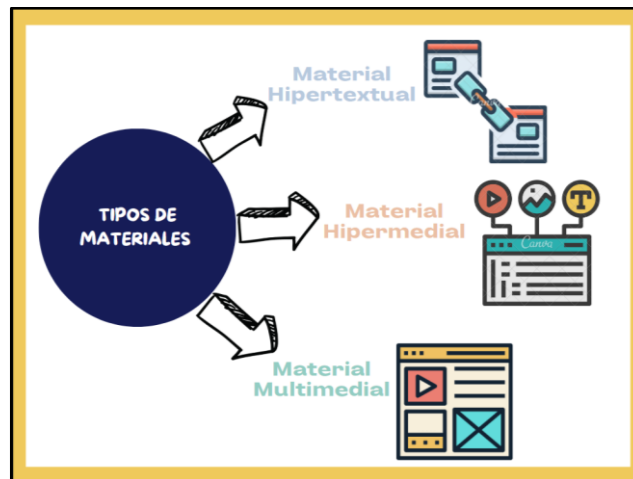 Material
Hipertextual
TIPOS DE
MATERIALES
Material
Hipermedial
T
Canva
Material
Multimedial